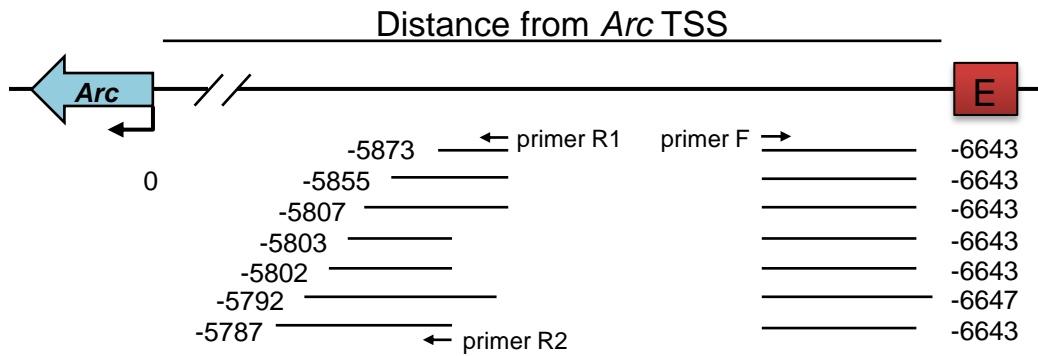 Distance from Arc TSS
Arc
E
primer R1
primer F
-5873
-6643
0
-5855
-6643
-5807
-6643
-5803
-6643
-5802
-6643
-5792
-6647
-5787
primer R2
-6643